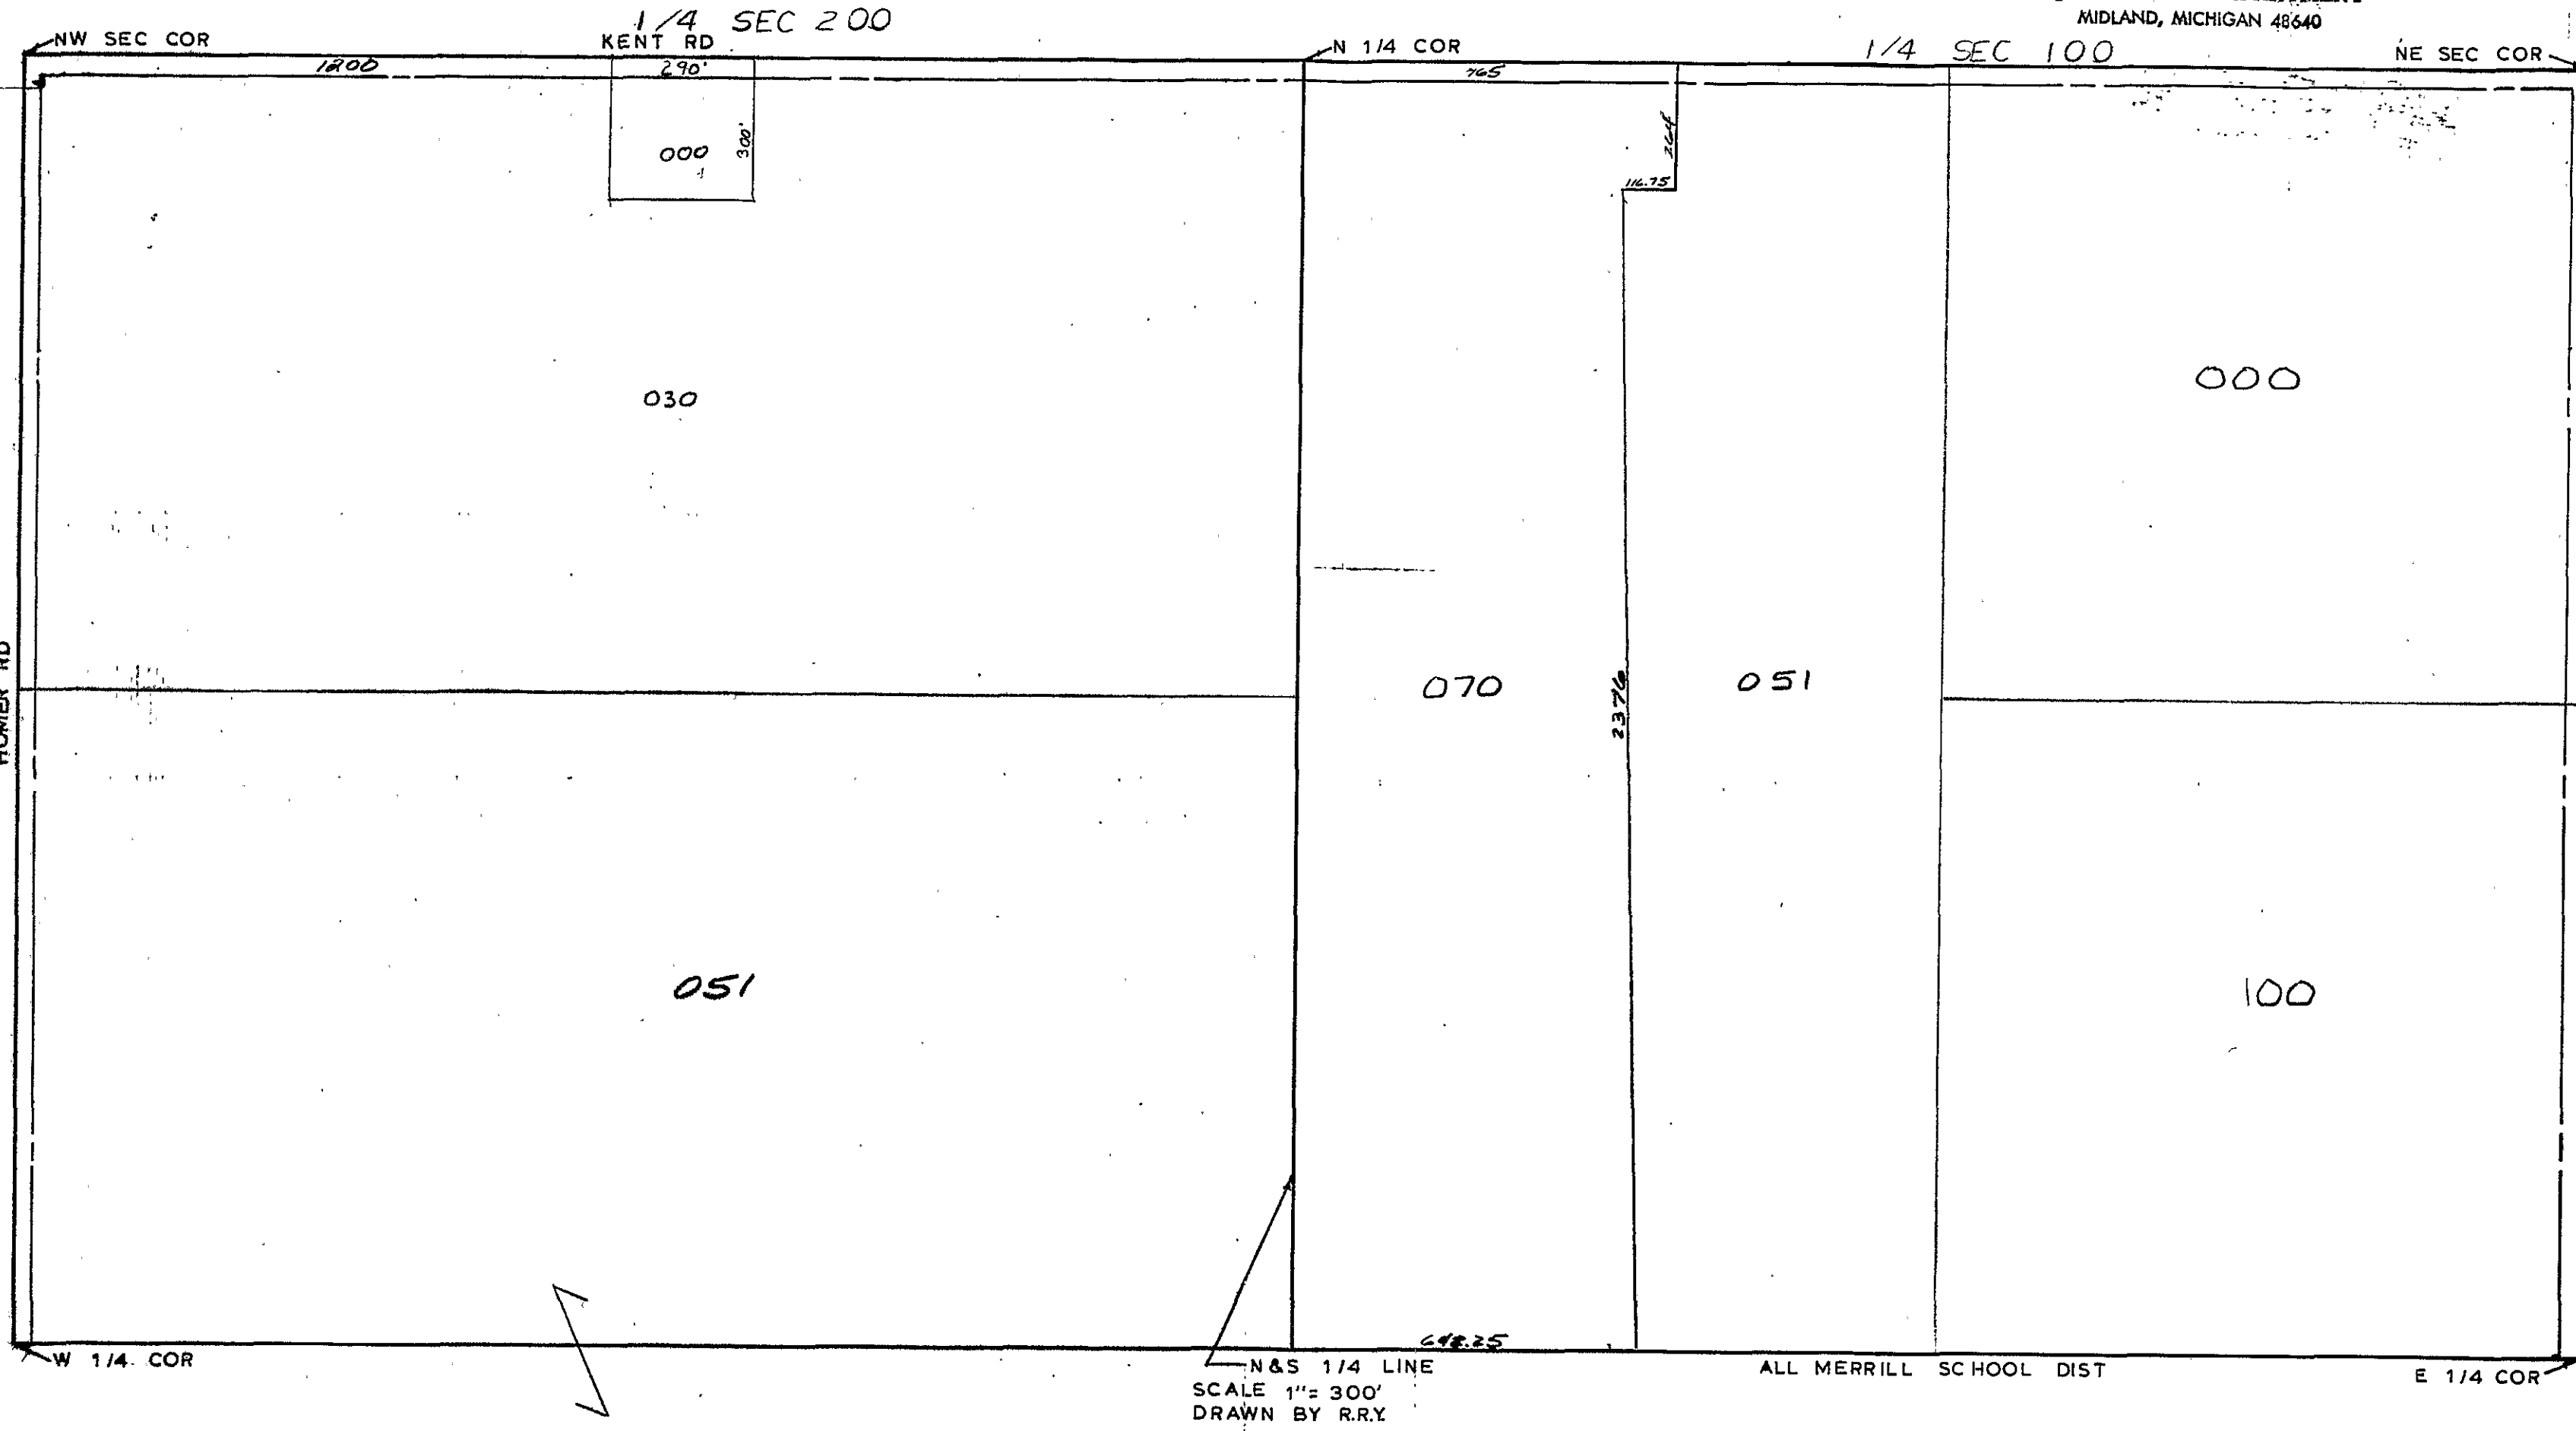 1/4 SEC 200
MIDLAND, MICHIGAN 48640
NW SEC COR
KENT RD
N 1/4 COR
1/4 SEC 100
NE SEC COR
1200
290'
765
000
300'
264
116.75
030
000
HOMER RD
070
2376
051
051
100
648.25
W 1/4 COR
N&S 1/4 LINE
ALL MERRILL SCHOOL DIST
E 1/4 COR
SCALE 1"= 300'
DRAWN BY R.R.Y.